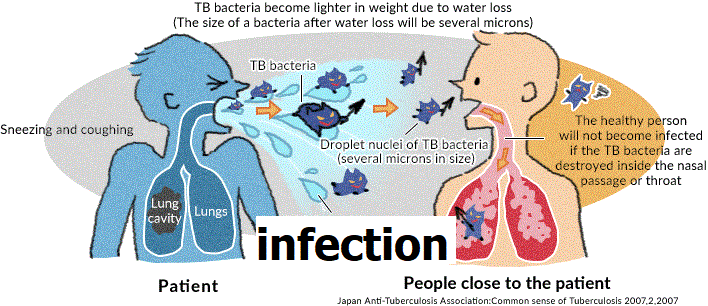 TB bacteria become lighter in weight due to water loss
(The size of a bacteria after water loss will be several microns)
TB bacteria
Sneezing and coughing
Droplet nuclei of TB bacteria
(several microns in size)
The healthy person
will not become infected
if the TB bacteria are
destroyed inside the nasal
passage or throat
Lung
cavity
Lungs
infection
Patient
People close to the patient
Japan Anti-Tuberculosis Association:Common sense of Tuberculosis 2007,2,2007